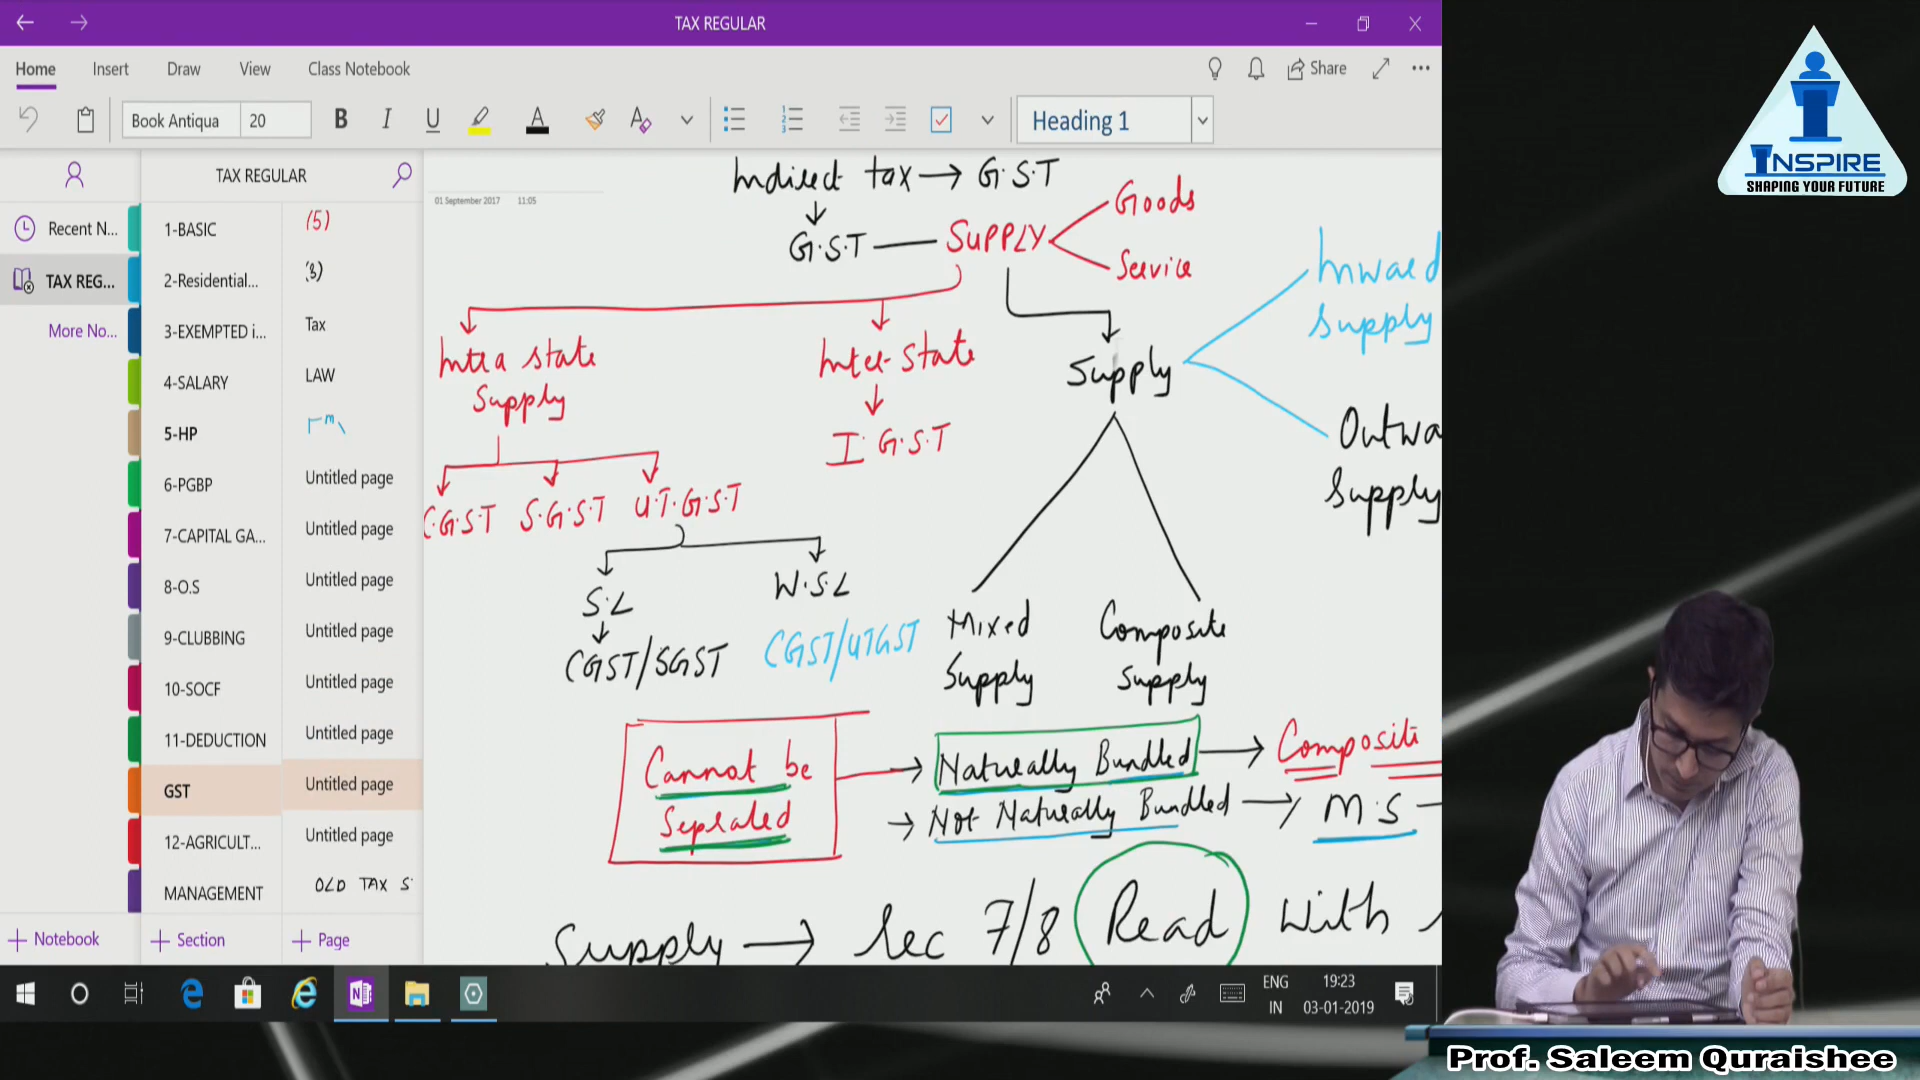 TAX REGULAR
Home Insert Draw View Class Notebook
Share
Book Antiqua 20 B I U A Heading 1
TAX REGULAR
Recent N...
TAX REG...
More No...
1-BASIC
2-Residential...
3-EXEMPTED i...
4-SALARY
5-HP
6-PGBP
7-CAPITAL GA...
8-O.S
9-CLUBBING
10-SOCF
11-DEDUCTION
GST
12-AGRICULT...
MANAGEMENT
(5)
(3)
Tax
LAW
Untitled page
Untitled page
Untitled page
Untitled page
Untitled page
Untitled page
Untitled page
Untitled page
OLD TAX S
Notebook
Section
Page
01 September 2017 11:05
Indirect tax → G.S.T
G.S.T — SUPPLY
Goods
Service
Intra state
Supply
Inter-State
I G.S.T
Supply
Inward
Supply
Outwa
Supply
C.G.S.T S.G.S.T U.T.G.S.T
S.L
W.S.L
CGST/SGST
CGST/UTGST
Mixed
Supply
Composite
Supply
Cannot be
Seprated
→ Naturally Bundled → Composite
→ Not Naturally Bundled → M.S
Supply → Sec 7/8 Read With
ENG
IN
19:23
03-01-2019
INSPIRE
SHAPING YOUR FUTURE
Prof. Saleem Quraishee